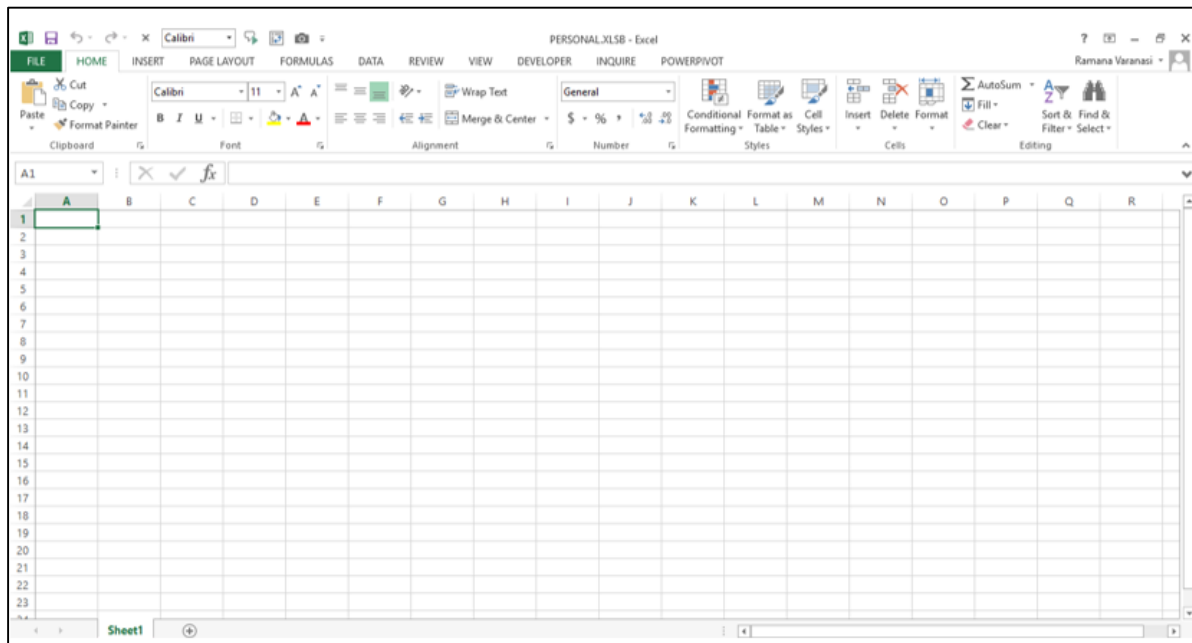 Calibri PERSONAL.XLSB - Excel ?
FILE HOME INSERT PAGE LAYOUT FORMULAS DATA REVIEW VIEW DEVELOPER INQUIRE POWERPIVOT Ramana Varanasi
Cut Calibri 11 A A Wrap Text General AutoSum
Paste Copy Conditional Formatting Format as Table Cell Styles Insert Delete Format Fill Sort & Filter Find & Select
Format Painter B I U A Merge & Center $ % , Clear
Clipboard Font Alignment Number Styles Cells Editing
A1 fx
A B C D E F G H I J K L M N O P Q R
1
2
3
4
5
6
7
8
9
10
11
12
13
14
15
16
17
18
19
20
21
22
23
24
Sheet1